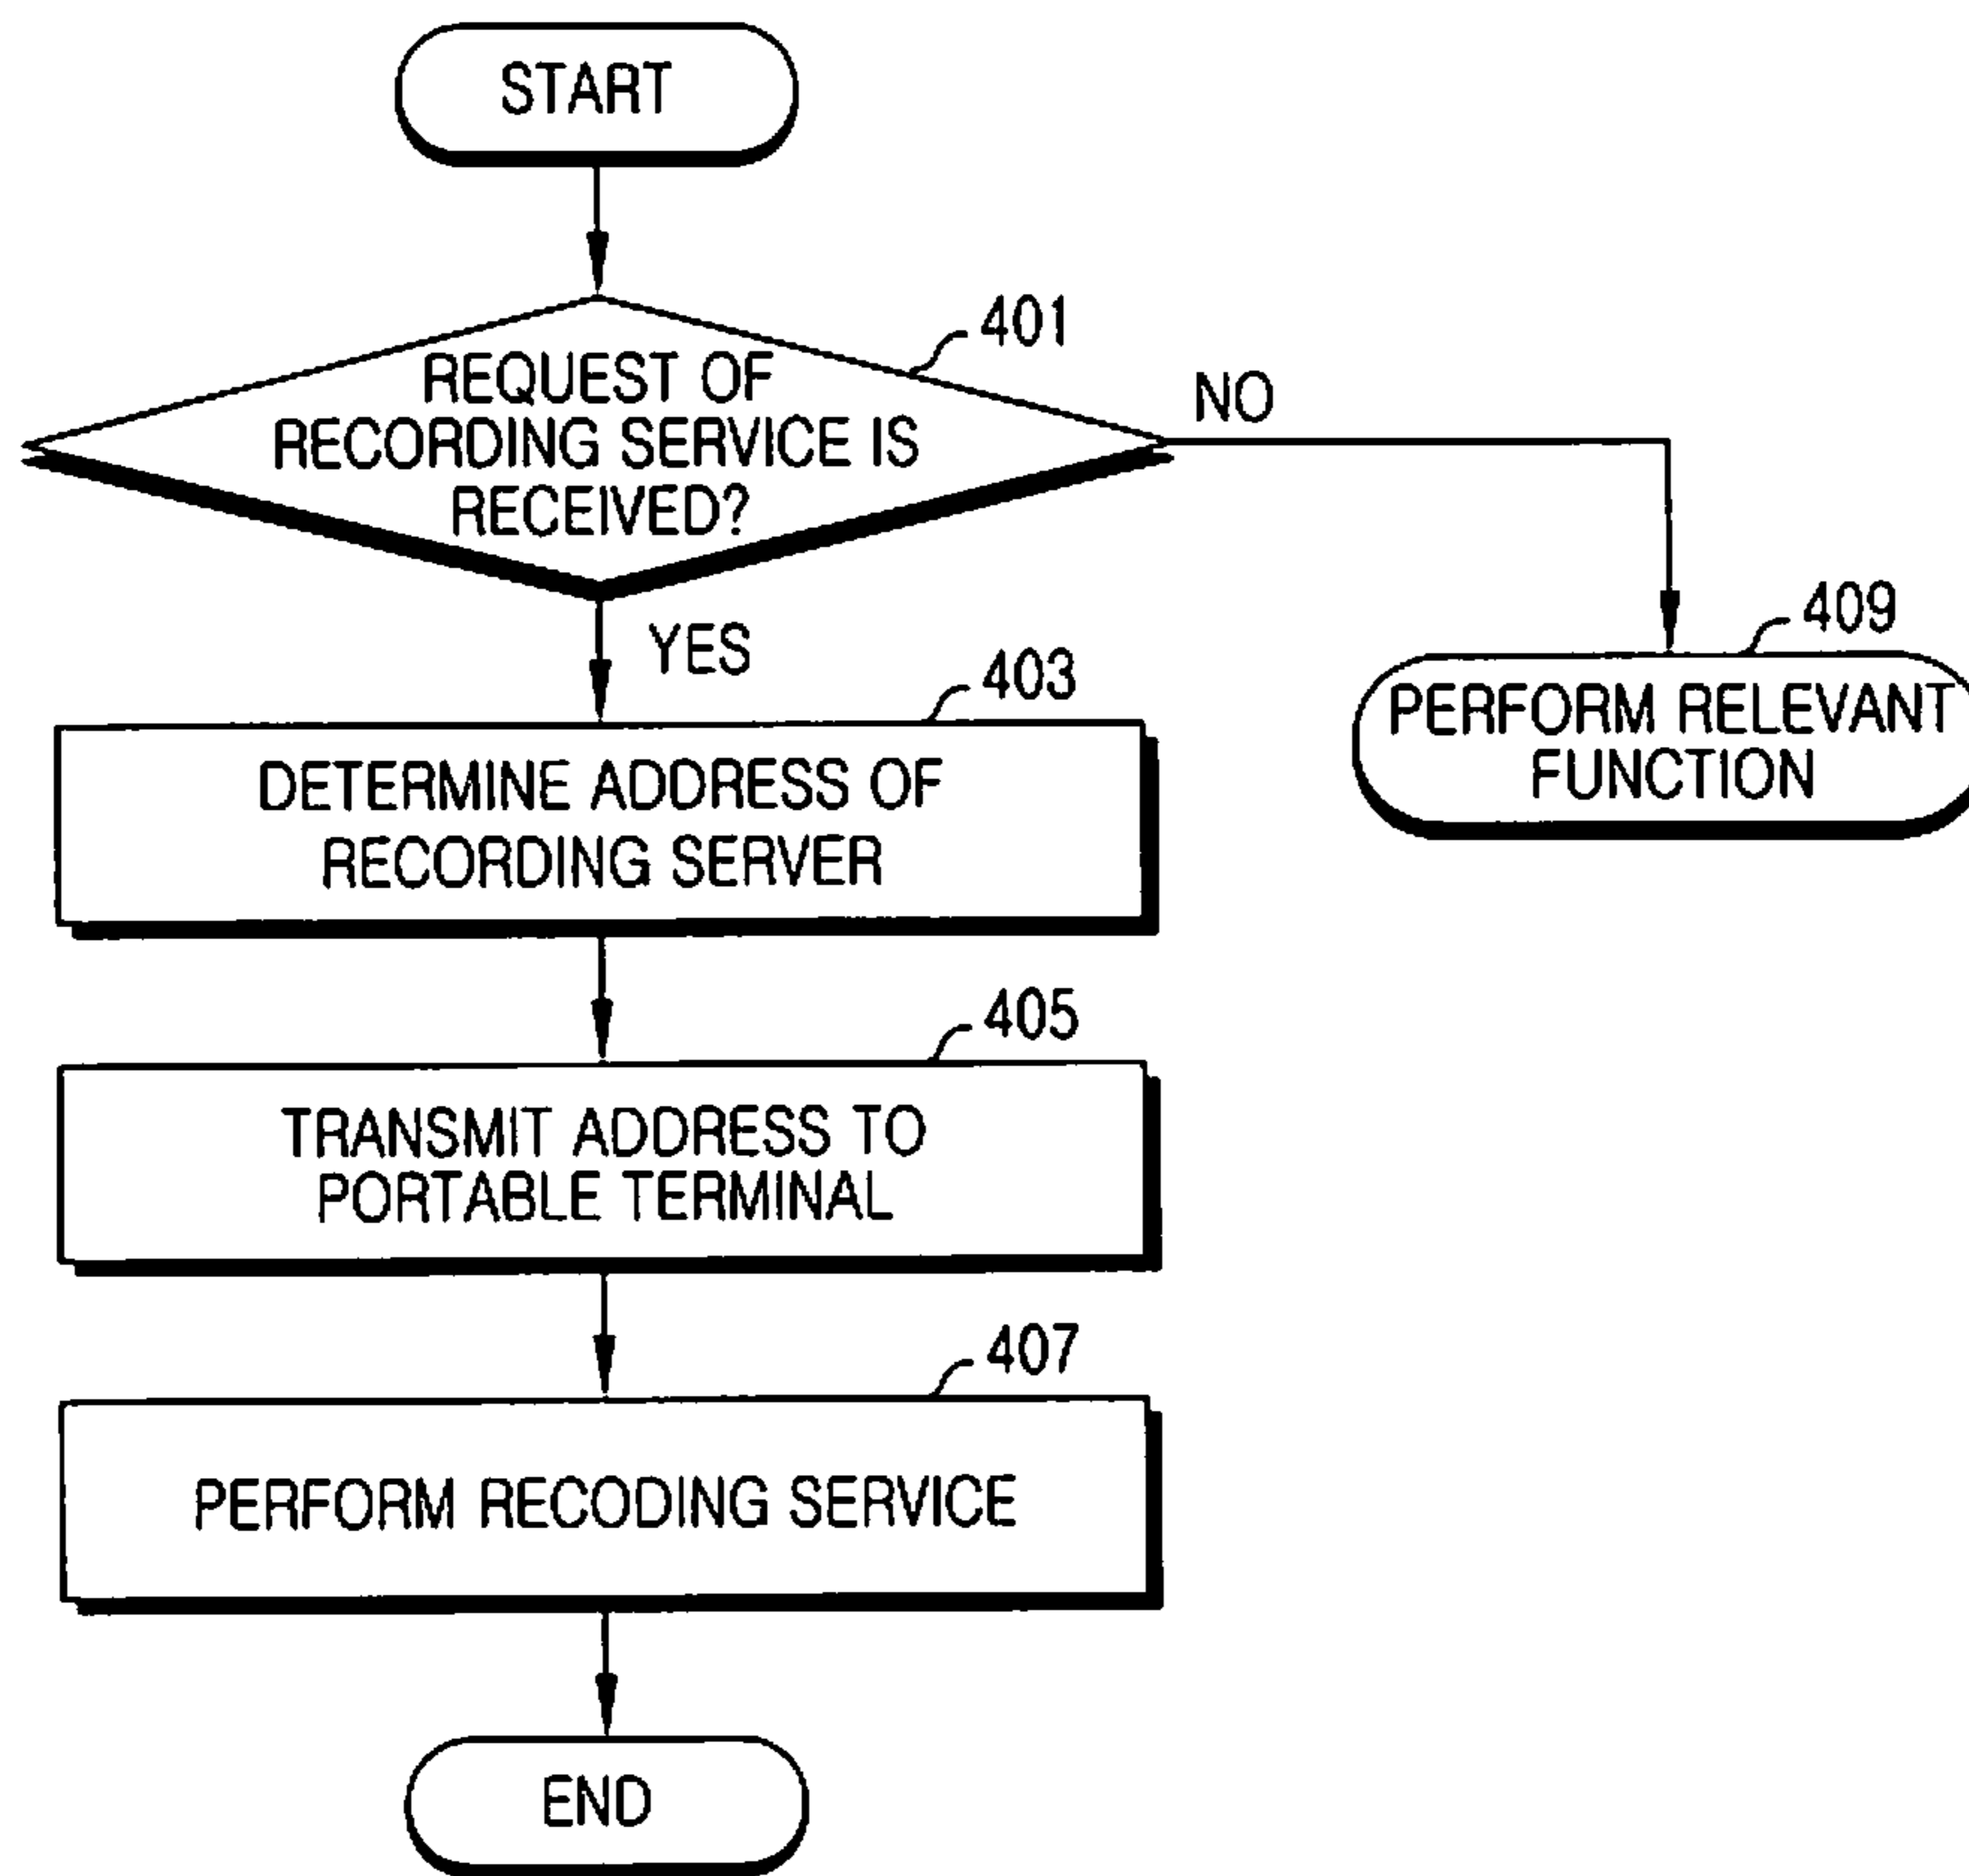 START
401
REQUEST OF
RECORDING SERVICE IS
RECEIVED?
NO
YES
409
PERFORM RELEVANT
FUNCTION
403
DETERMINE ADDRESS OF
RECORDING SERVER
405
TRANSMIT ADDRESS TO
PORTABLE TERMINAL
407
PERFORM RECODING SERVICE
END